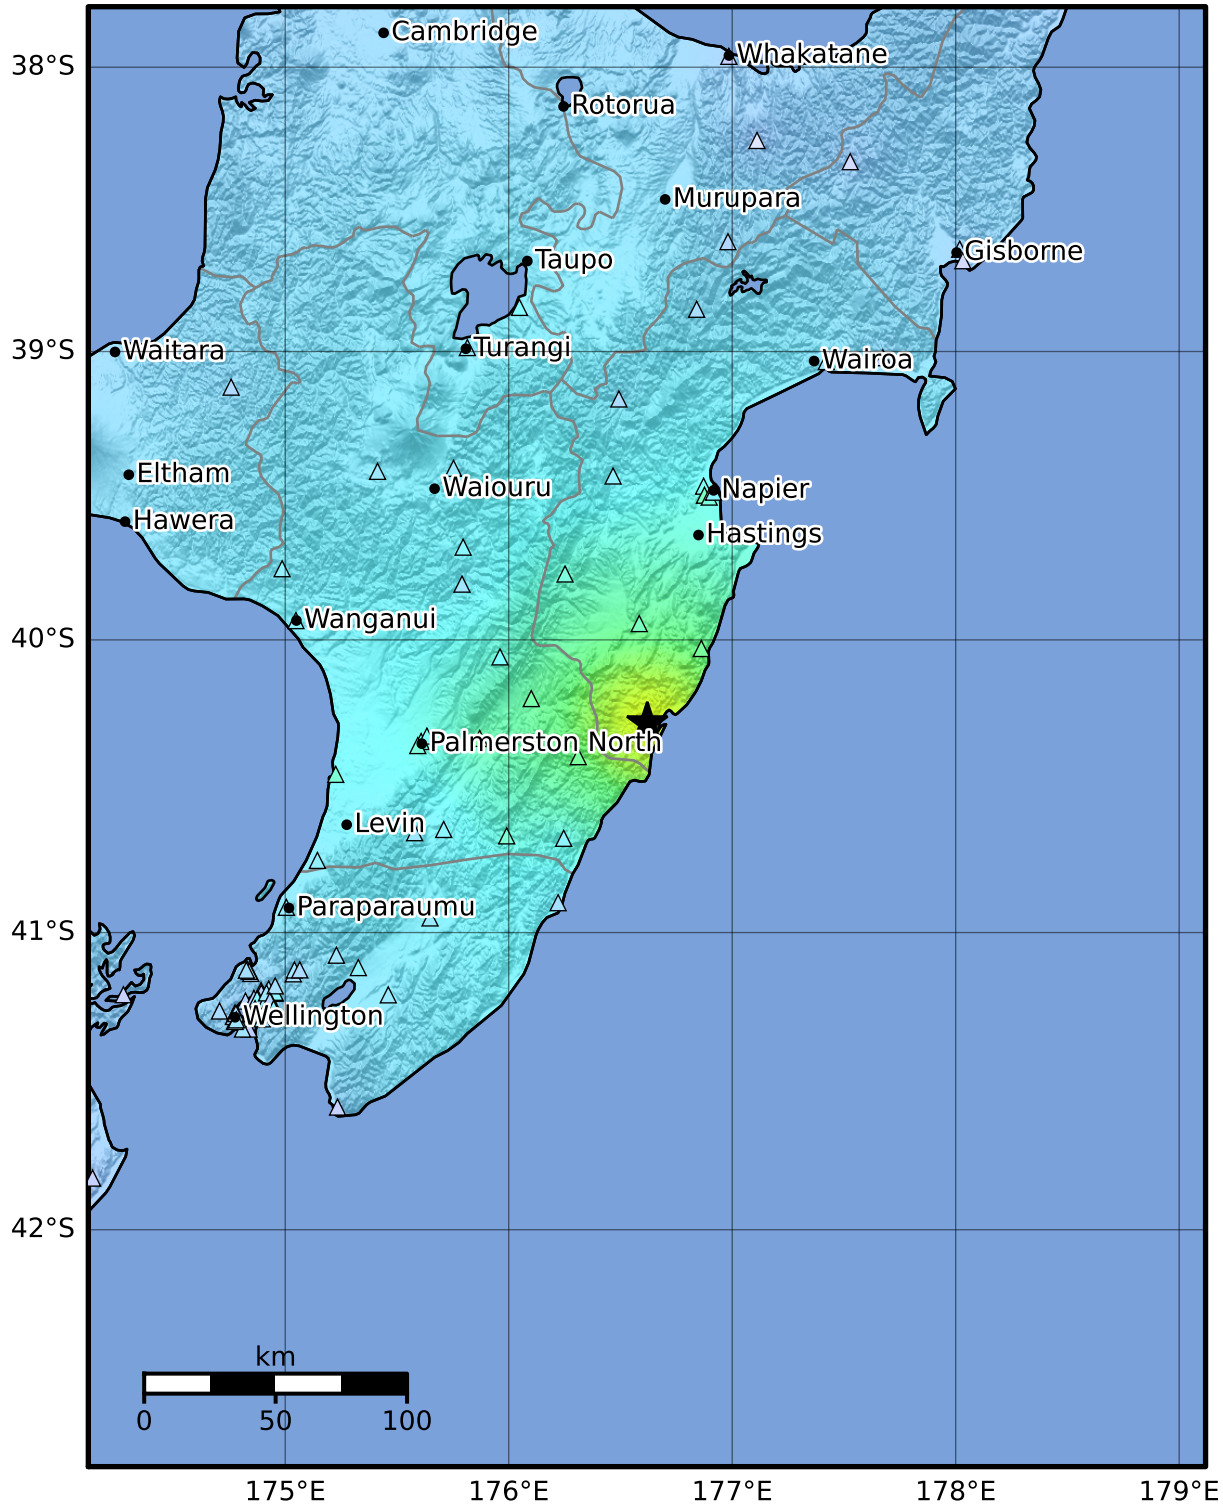 Cambridge
Whakatane
38°S
Rotorua
Murupara
Gisborne
Taupo
Turangi
39°S
Waitara
Wairoa
Eltham
Waiouru
Napier
Hawera
Hastings
Wanganui
40°S
Palmerston North
Levin
Paraparaumu
41°S
Wellington
42°S
km
0 50 100
175°E 176°E 177°E 178°E 179°E